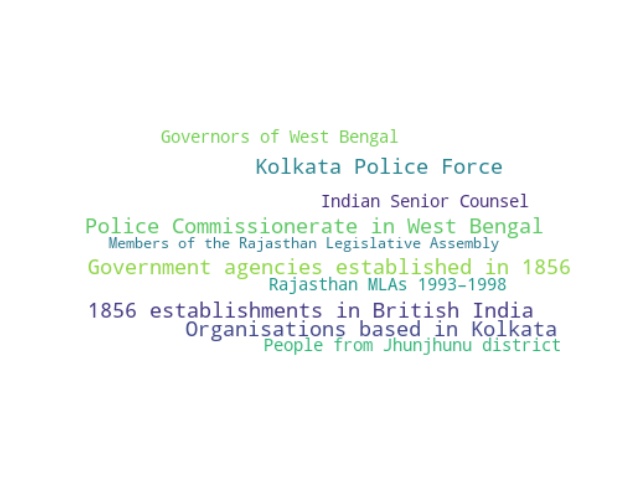 Governors of West Bengal
Kolkata Police Force
Indian Senior Counsel
Police Commissionerate in West Bengal
Members of the Rajasthan Legislative Assembly
Government agencies established in 1856
Rajasthan MLAs 1993–1998
1856 establishments in British India
Organisations based in Kolkata
People from Jhunjhunu district